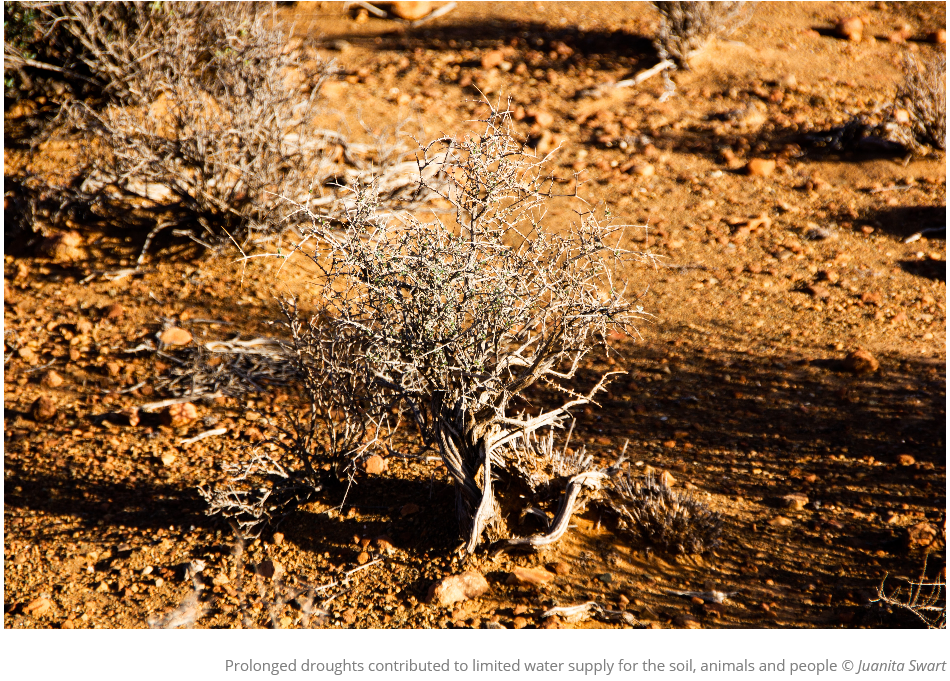 Prolonged droughts contributed to limited water supply for the soil, animals and people © Juanita Swart